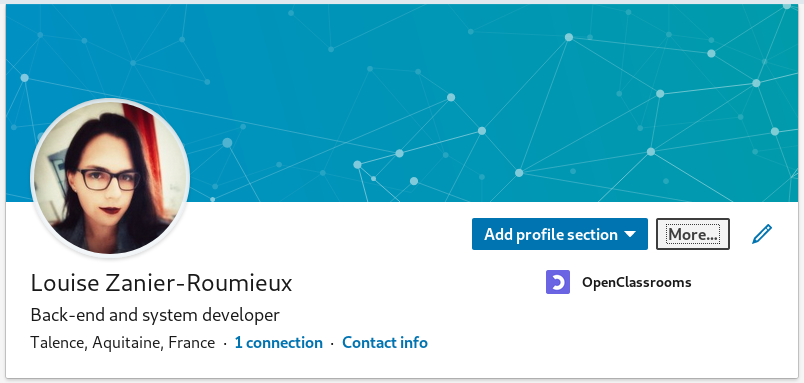 Add profile section
More...
Louise Zanier-Roumieux
OpenClassrooms
Back-end and system developer
Talence, Aquitaine, France · 1 connection · Contact info